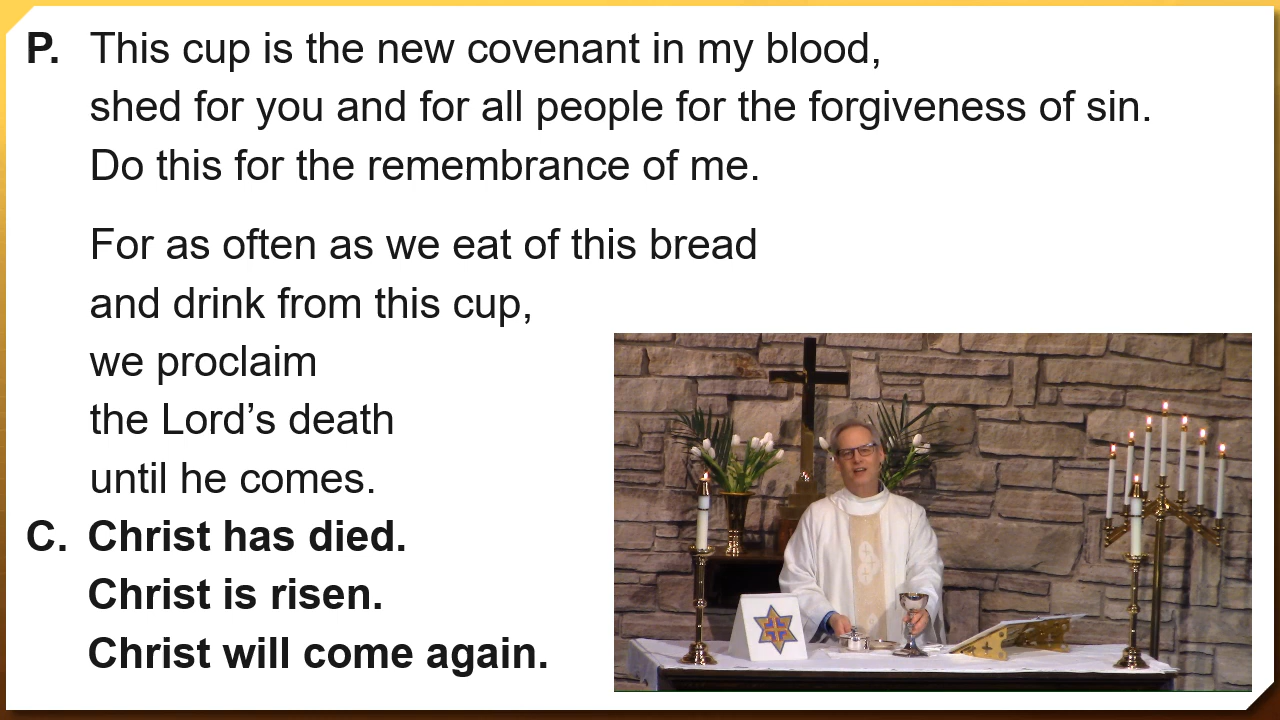 P. This cup is the new covenant in my blood,
shed for you and for all people for the forgiveness of sin.
Do this for the remembrance of me.
For as often as we eat of this bread
and drink from this cup,
we proclaim
the Lord’s death
until he comes.
C. Christ has died.
Christ is risen.
Christ will come again.